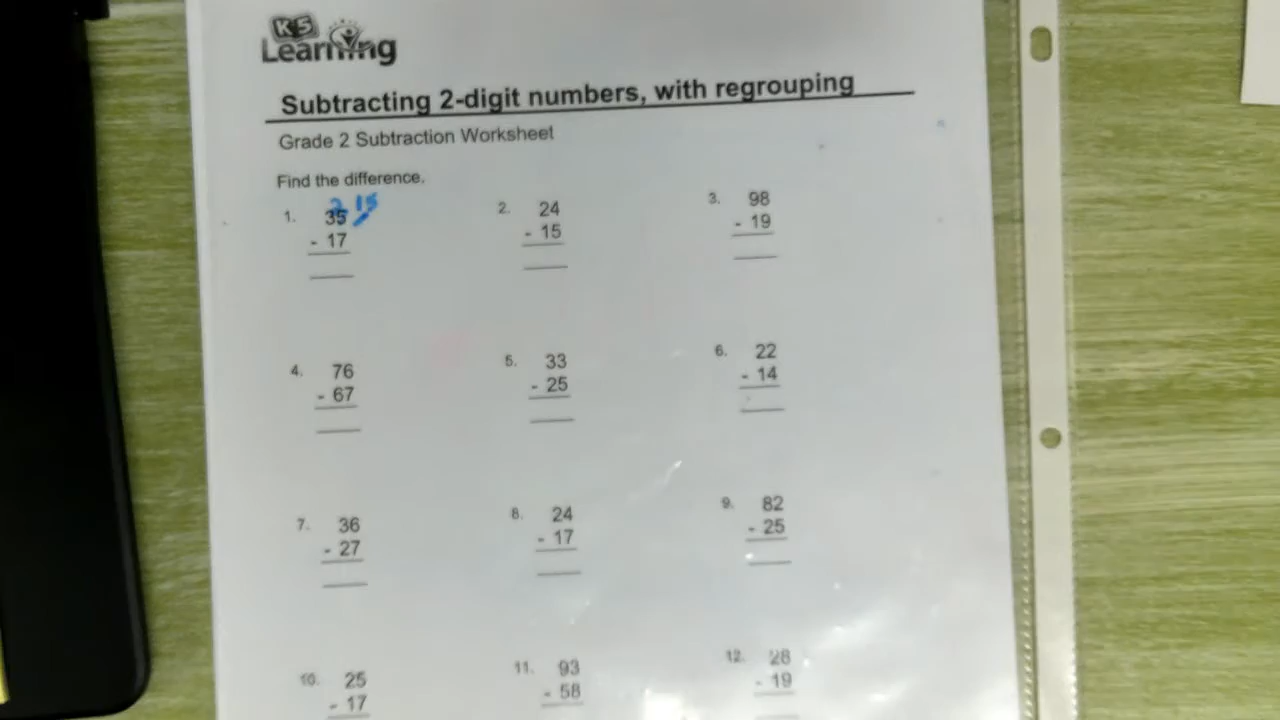 K5
Learning
Subtracting 2-digit numbers, with regrouping
Grade 2 Subtraction Worksheet
Find the difference.
2 15
1. 35 2. 24 3. 98
- 17 - 15 - 19
4. 76 5. 33 6. 22
- 67 - 25 - 14
7. 36 8. 24 9. 82
- 27 - 17 - 25
10. 25 11. 93 12. 28
- 17 - 58 - 19